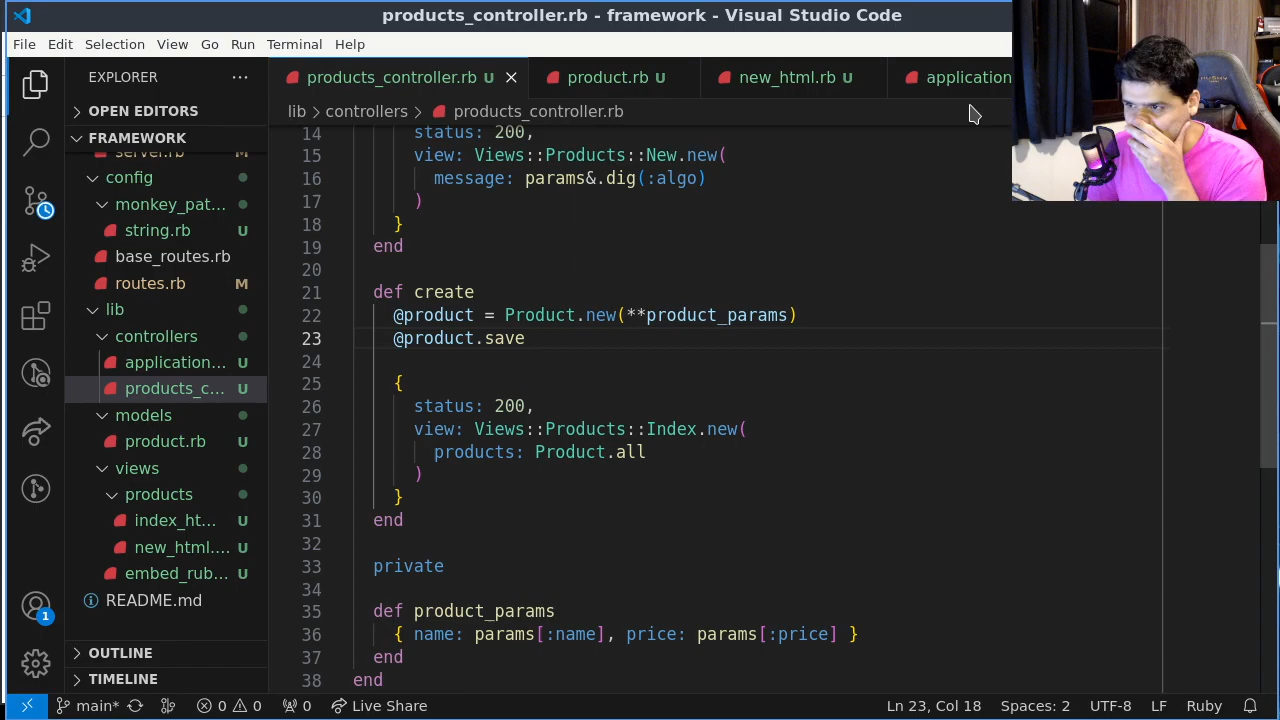 products_controller.rb - framework - Visual Studio Code
File Edit Selection View Go Run Terminal Help
EXPLORER ···
products_controller.rb U
product.rb U
new_html.rb U
application
OPEN EDITORS
lib > controllers > products_controller.rb
FRAMEWORK
server.rb M
config
monkey_pat...
string.rb U
base_routes.rb
routes.rb M
lib
controllers
application... U
products_c... U
models
product.rb U
views
products
index_ht... U
new_html.... U
embed_rub... U
README.md
OUTLINE
TIMELINE
1
14 status: 200,
15 view: Views::Products::New.new(
16 message: params&.dig(:algo)
17 )
18 }
19 end
20
21 def create
22 @product = Product.new(**product_params)
23 @product.save
24
25 {
26 status: 200,
27 view: Views::Products::Index.new(
28 products: Product.all
29 )
30 }
31 end
32
33 private
34
35 def product_params
36 { name: params[:name], price: params[:price] }
37 end
38 end
main* 0 0 0 Live Share Ln 23, Col 18 Spaces: 2 UTF-8 LF Ruby